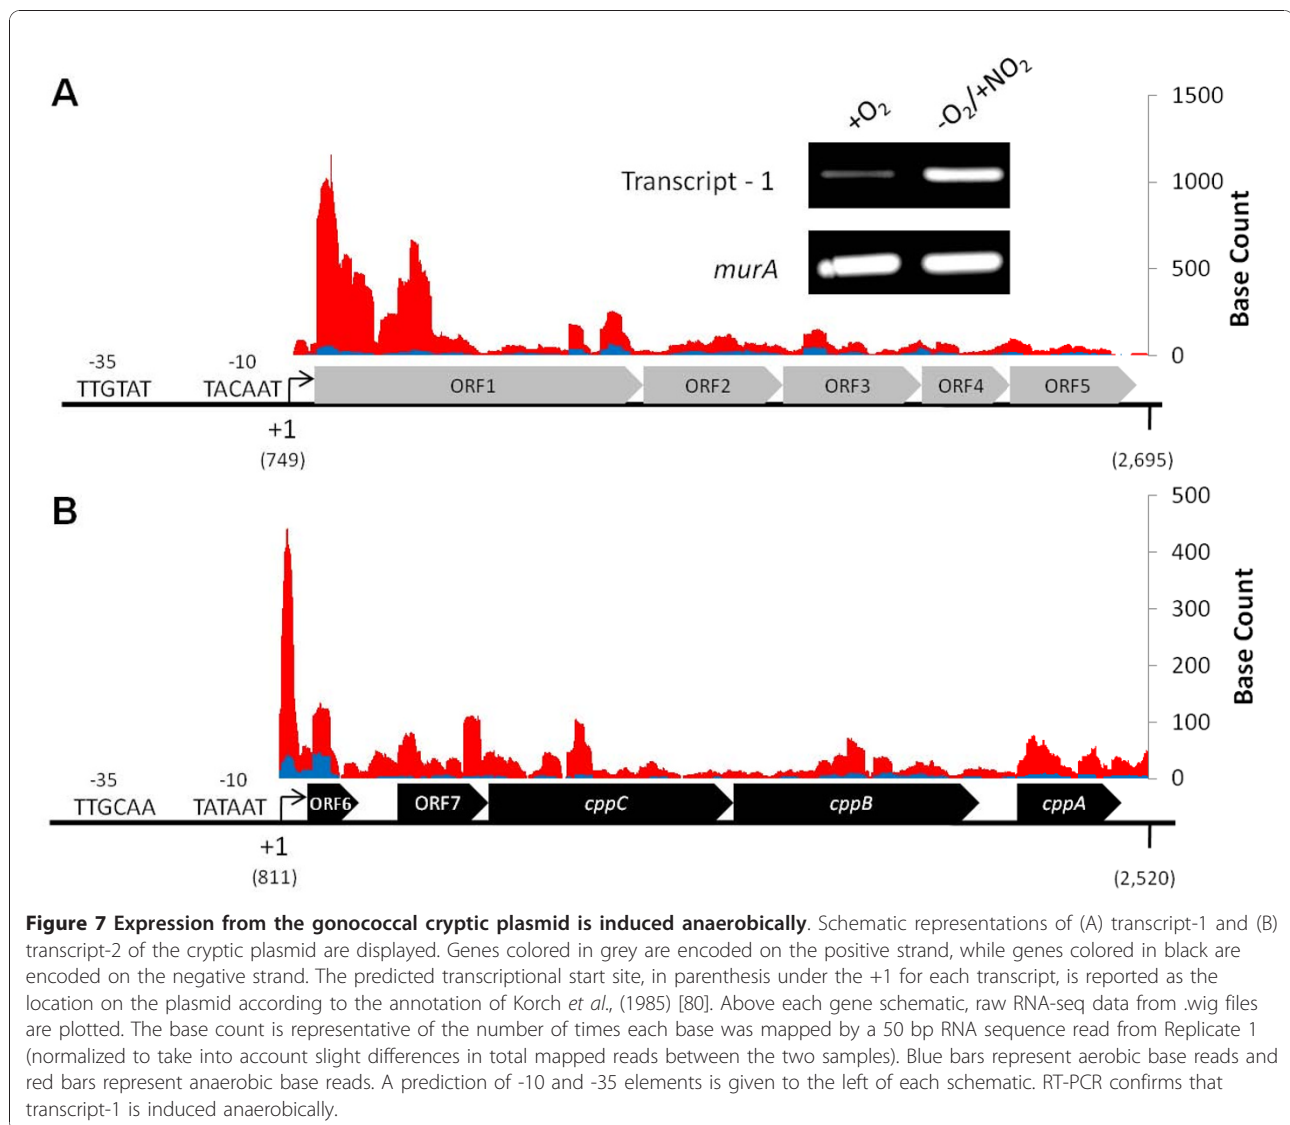 A
+O2
-O2/+NO2
1500
Transcript - 1
1000
murA
500
Base Count
0
-35
-10
TTGTAT
TACAAT
ORF1
ORF2
ORF3
ORF4
ORF5
+1
(749)
(2,695)
B
500
400
300
200
100
0
Base Count
-35
-10
TTGCAA
TATAAT
ORF6
ORF7
cppC
cppB
cppA
+1
(811)
(2,520)
Figure 7 Expression from the gonococcal cryptic plasmid is induced anaerobically. Schematic representations of (A) transcript-1 and (B)
transcript-2 of the cryptic plasmid are displayed. Genes colored in grey are encoded on the positive strand, while genes colored in black are
encoded on the negative strand. The predicted transcriptional start site, in parenthesis under the +1 for each transcript, is reported as the
location on the plasmid according to the annotation of Korch et al., (1985) [80]. Above each gene schematic, raw RNA-seq data from .wig files
are plotted. The base count is representative of the number of times each base was mapped by a 50 bp RNA sequence read from Replicate 1
(normalized to take into account slight differences in total mapped reads between the two samples). Blue bars represent aerobic base reads and
red bars represent anaerobic base reads. A prediction of -10 and -35 elements is given to the left of each schematic. RT-PCR confirms that
transcript-1 is induced anaerobically.